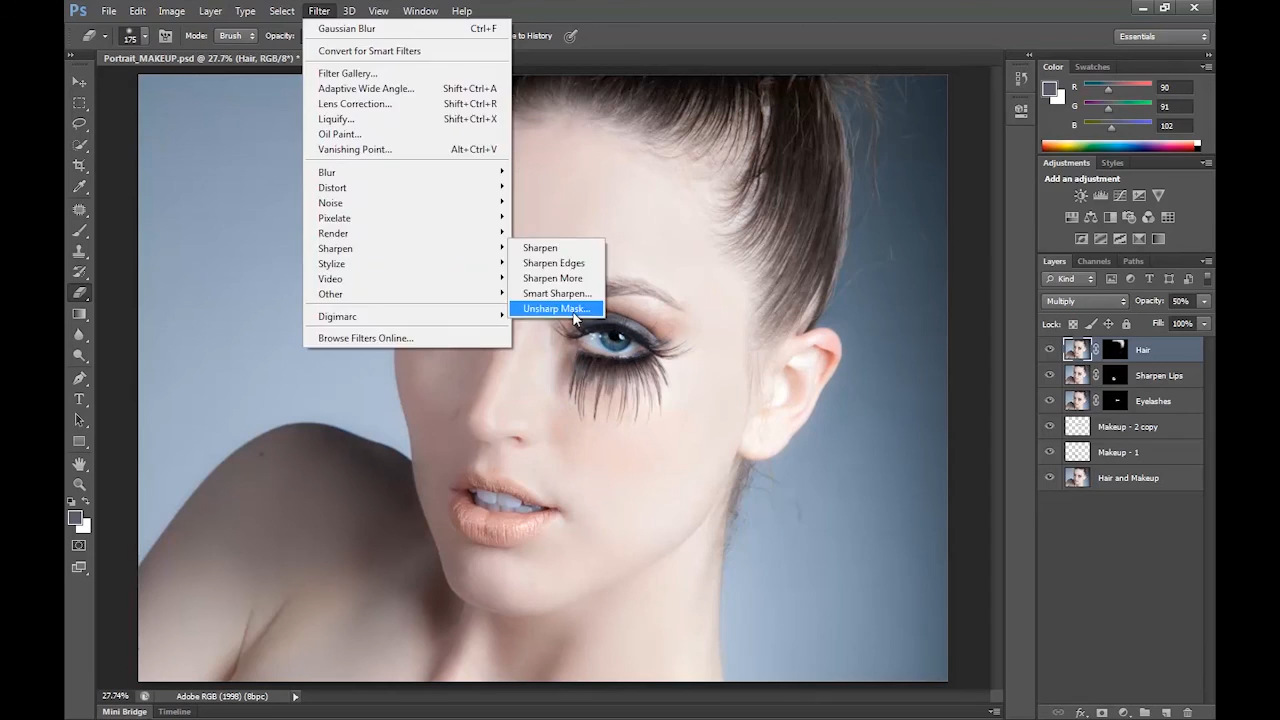 Ps File Edit Image Layer Type Select Filter 3D View Window Help
175 Mode: Brush Opacity: to History Essentials
Portrait_MAKEUP.psd @ 27.7% (Hair, RGB/8*) *
Gaussian Blur Ctrl+F
Convert for Smart Filters
Filter Gallery...
Adaptive Wide Angle... Shift+Ctrl+A
Lens Correction... Shift+Ctrl+R
Liquify... Shift+Ctrl+X
Oil Paint...
Vanishing Point... Alt+Ctrl+V
Blur
Distort
Noise
Pixelate
Render
Sharpen
Stylize
Video
Other
Digimarc
Browse Filters Online...
Sharpen
Sharpen Edges
Sharpen More
Smart Sharpen...
Unsharp Mask...
Color Swatches
R 90
G 91
B 102
Adjustments Styles
Add an adjustment
Layers Channels Paths
Kind
Multiply Opacity: 50%
Lock: Fill: 100%
Hair
Sharpen Lips
Eyelashes
Makeup - 2 copy
Makeup - 1
Hair and Makeup
27.74% Adobe RGB (1998) (8bpc)
Mini Bridge Timeline